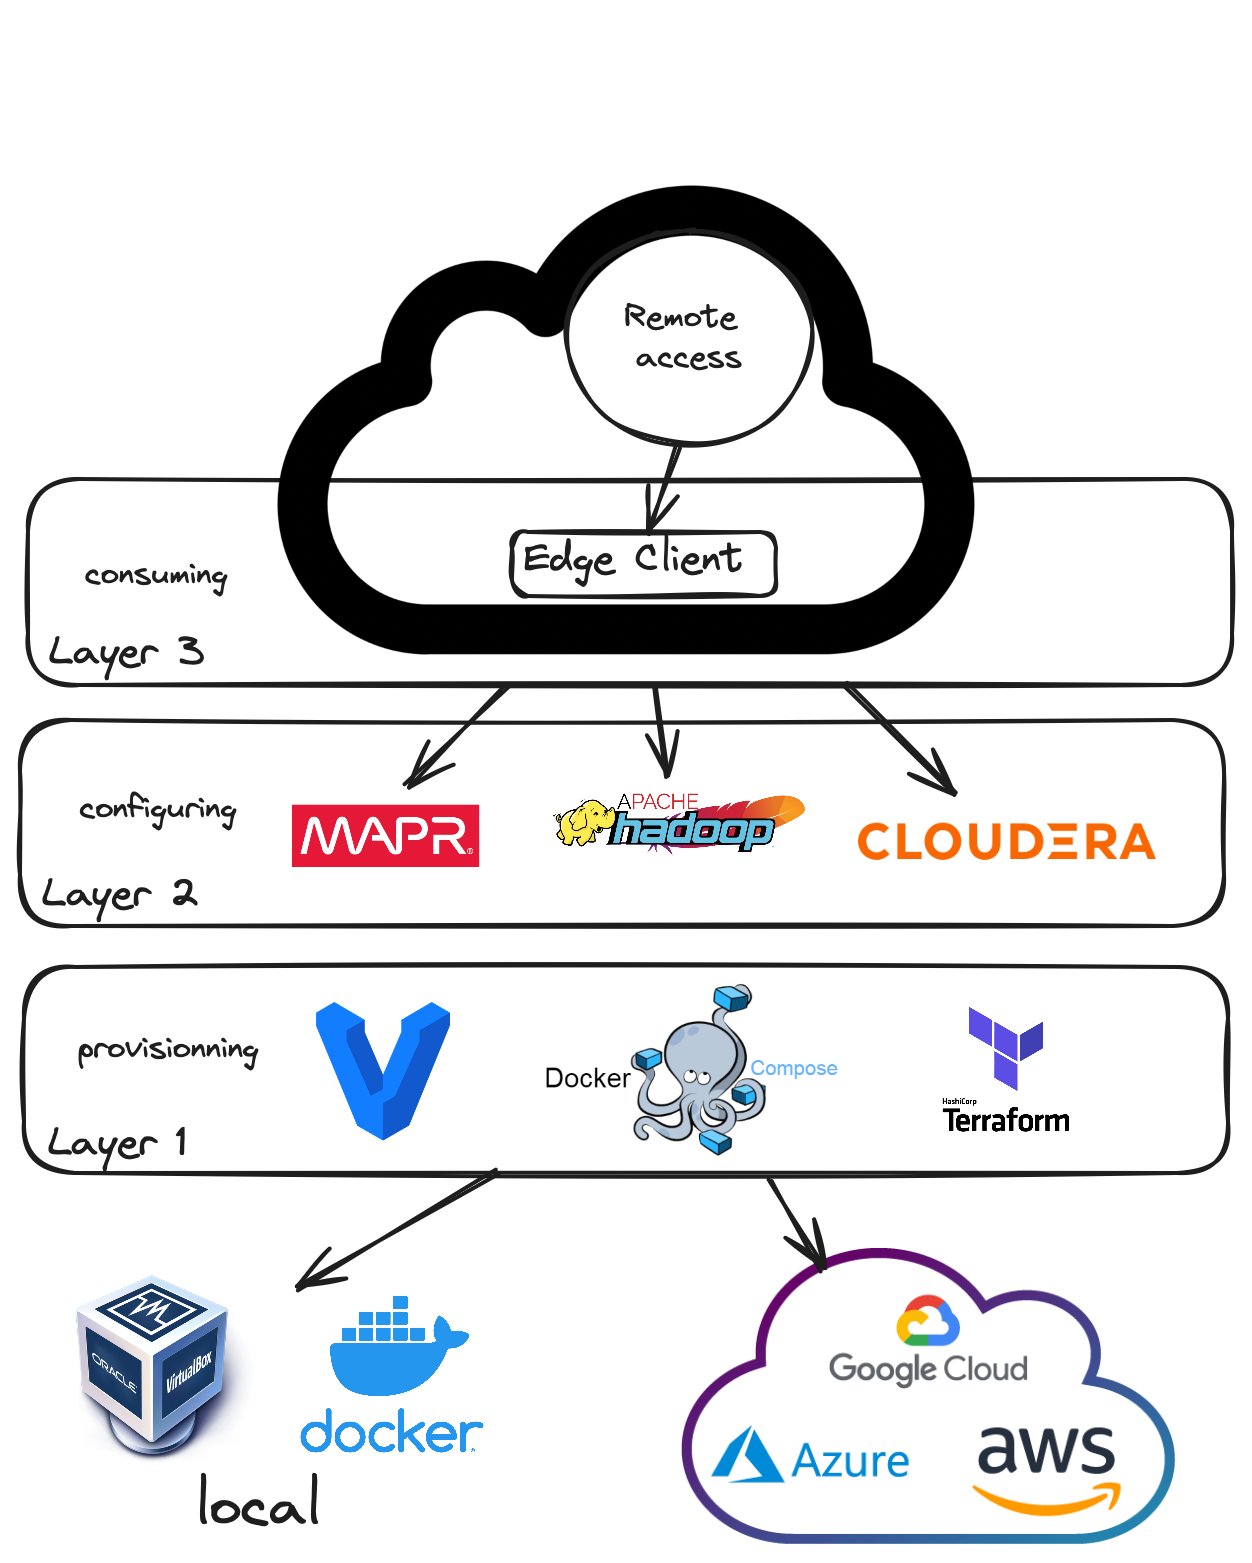 Remote
access
Edge Client
consuming
Layer 3
configuring
MAPR®
APACHE
hadoop
CLOUDERA
Layer 2
provisionning
Docker
Compose
HashiCorp
Terraform
Layer 1
ORACLE
VirtualBox
docker
local
Google Cloud
Azure
aws